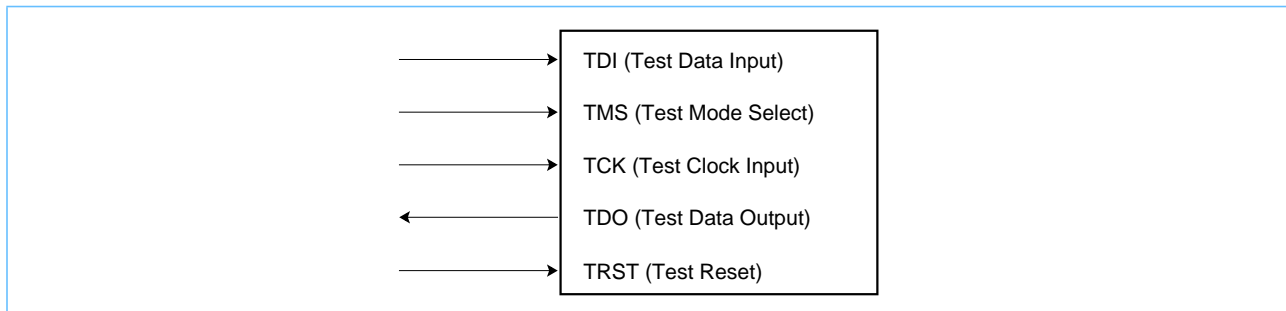 TDI (Test Data Input)
TMS (Test Mode Select)
TCK (Test Clock Input)
TDO (Test Data Output)
TRST (Test Reset)